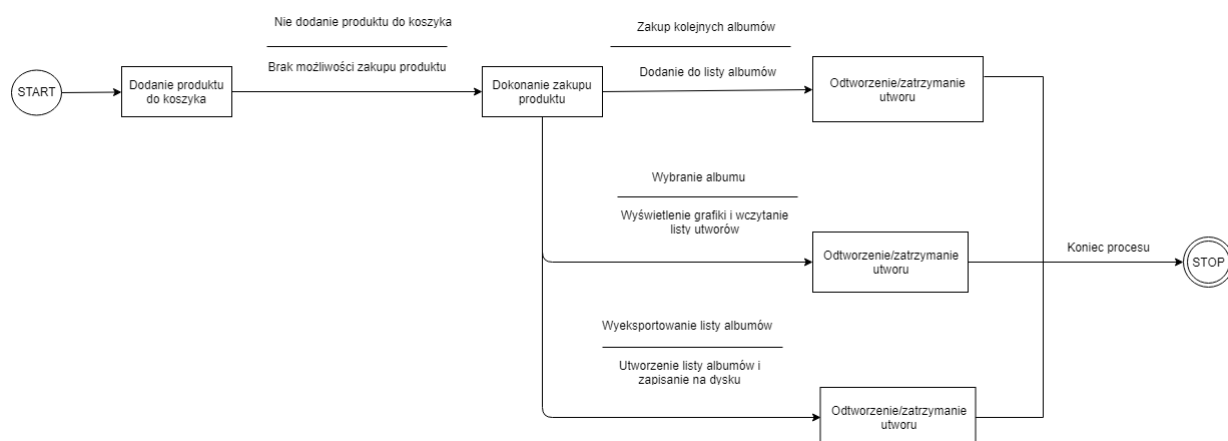 START
Dodanie produktu
do koszyka
Nie dodanie produktu do koszyka
Brak możliwości zakupu produktu
Dokonanie zakupu
produktu
Zakup kolejnych albumów
Dodanie do listy albumów
Odtworzenie/zatrzymanie
utworu
Wybranie albumu
Wyświetlenie grafiki i wczytanie
listy utworów
Odtworzenie/zatrzymanie
utworu
Koniec procesu
STOP
Wyeksportowanie listy albumów
Utworzenie listy albumów i
zapisanie na dysku
Odtworzenie/zatrzymanie
utworu